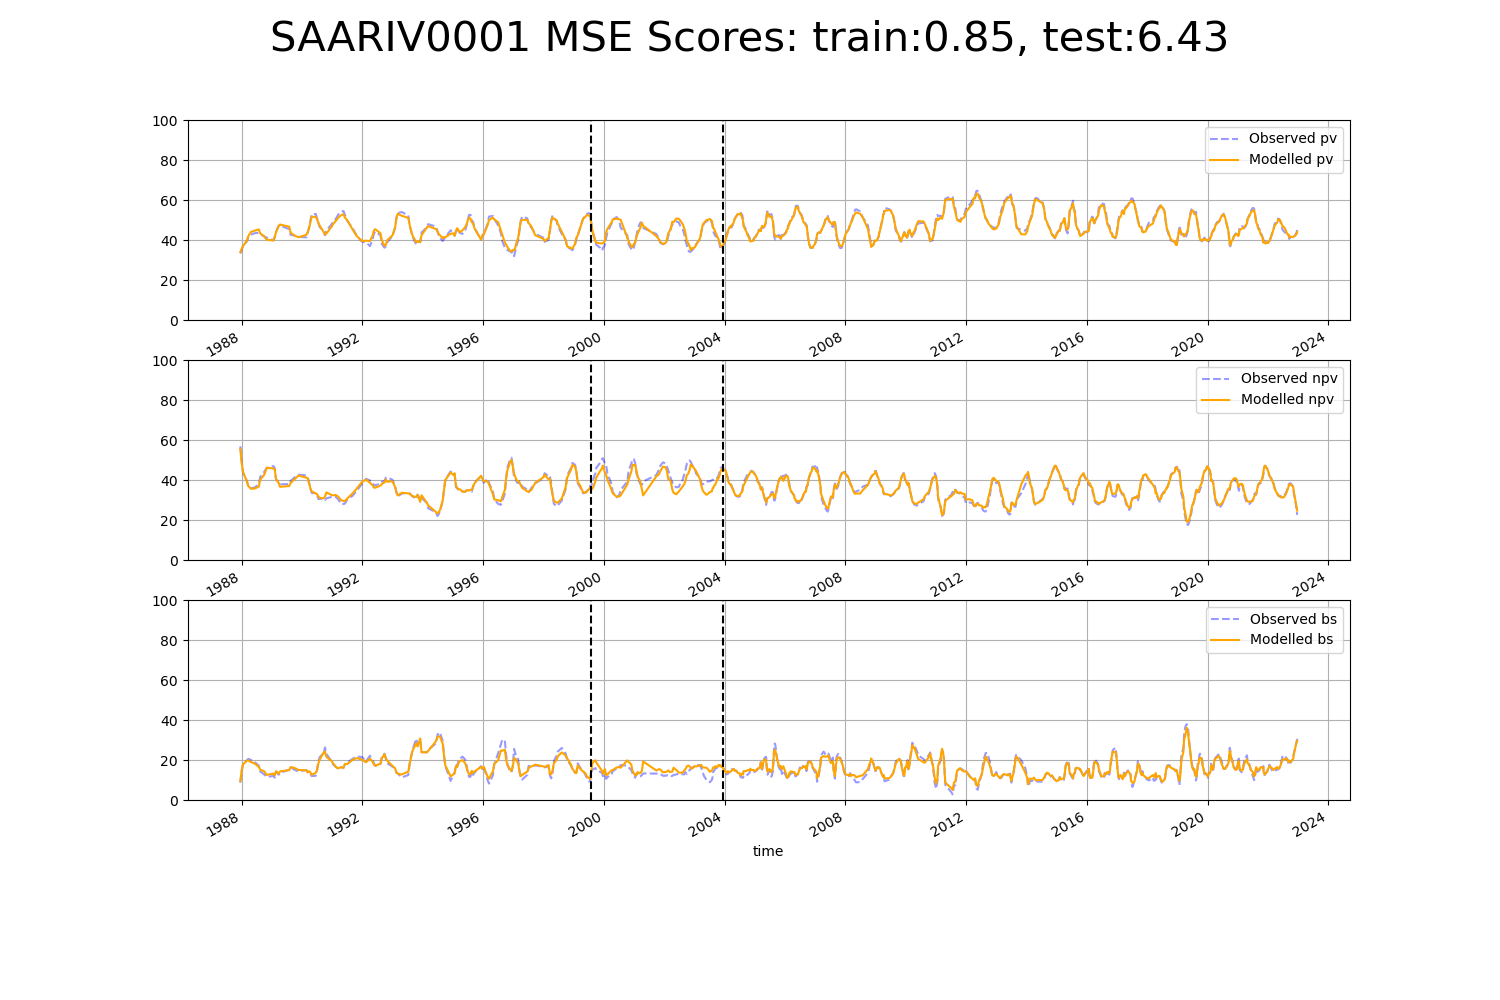 SAARIV0001 MSE Scores: train:0.85, test:6.43
100
80
60
40
20
0
Observed pv
Modelled pv
1988 1992 1996 2000 2004 2008 2012 2016 2020 2024
100
80
60
40
20
0
Observed npv
Modelled npv
1988 1992 1996 2000 2004 2008 2012 2016 2020 2024
100
80
60
40
20
0
Observed bs
Modelled bs
1988 1992 1996 2000 2004 2008 2012 2016 2020 2024
time